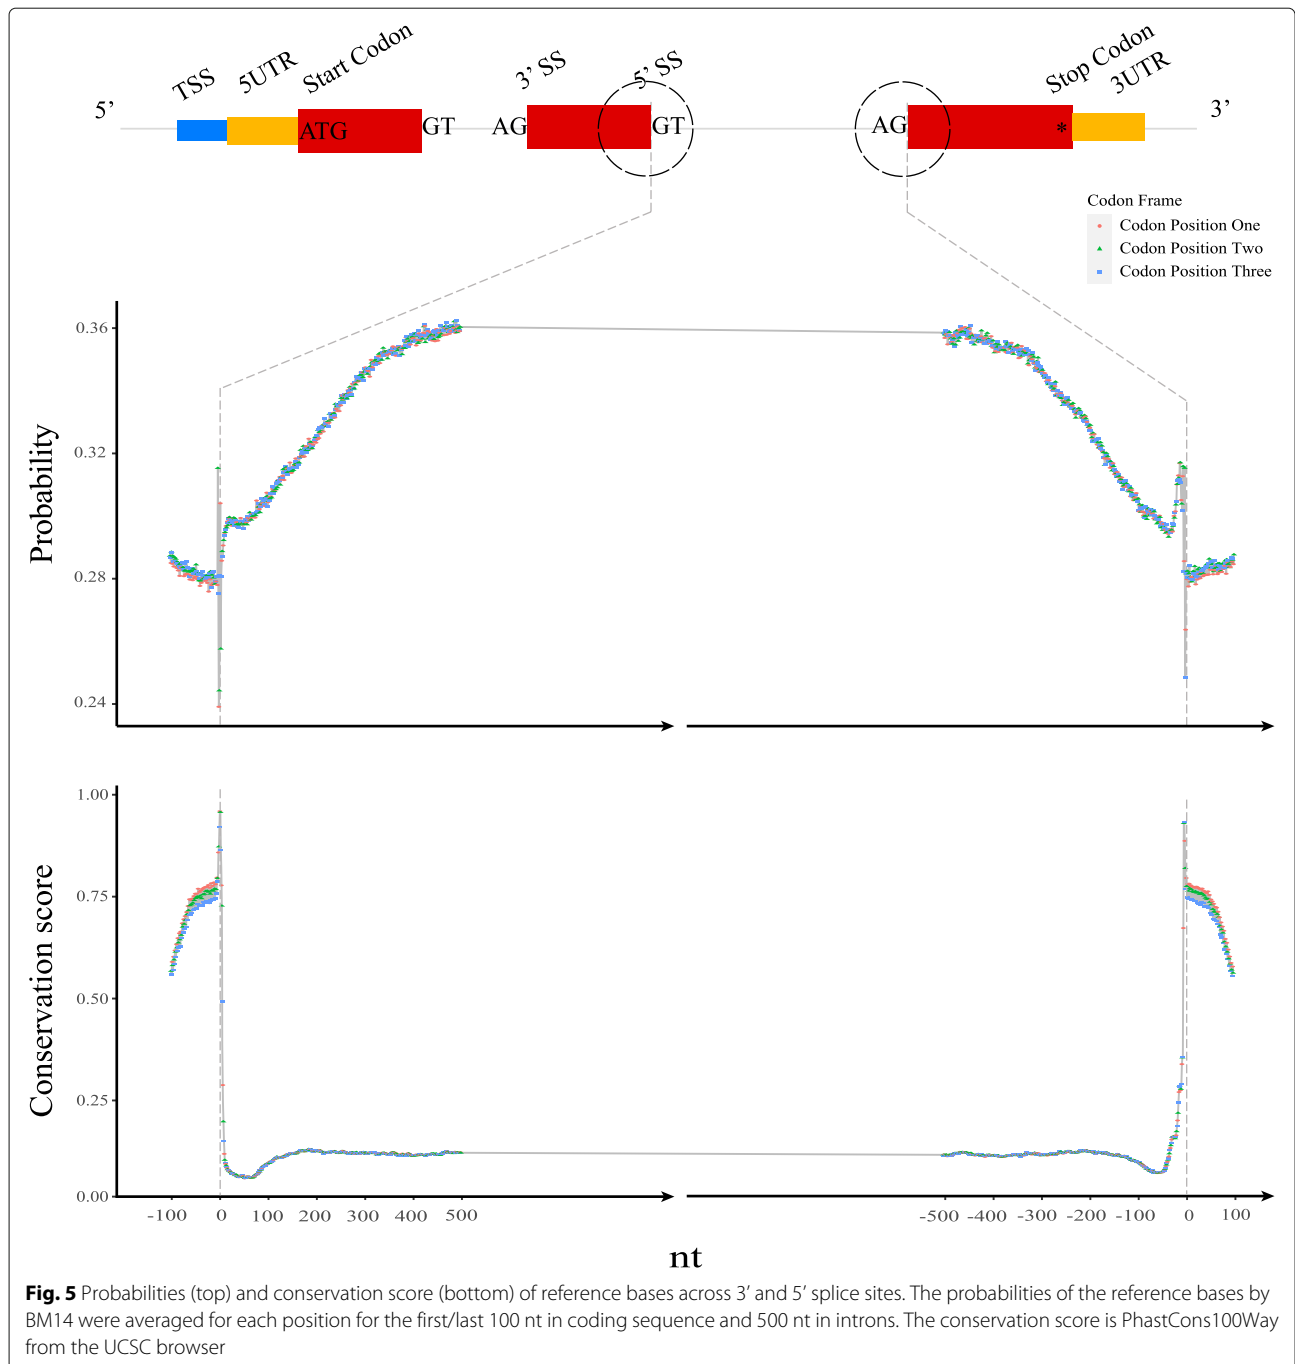 TSS 5UTR Start Codon 3’ SS 5’ SS Stop Codon 3UTR
5’ ATG GT AG GT AG * 3’
Codon Frame
Codon Position One
Codon Position Two
Codon Position Three
Probability
0.36
0.32
0.28
0.24
Conservation score
1.00
0.75
0.50
0.25
0.00
-100 0 100 200 300 400 500 -500 -400 -300 -200 -100 0 100
nt
Fig. 5 Probabilities (top) and conservation score (bottom) of reference bases across 3′ and 5′ splice sites. The probabilities of the reference bases by
BM14 were averaged for each position for the first/last 100 nt in coding sequence and 500 nt in introns. The conservation score is PhastCons100Way
from the UCSC browser